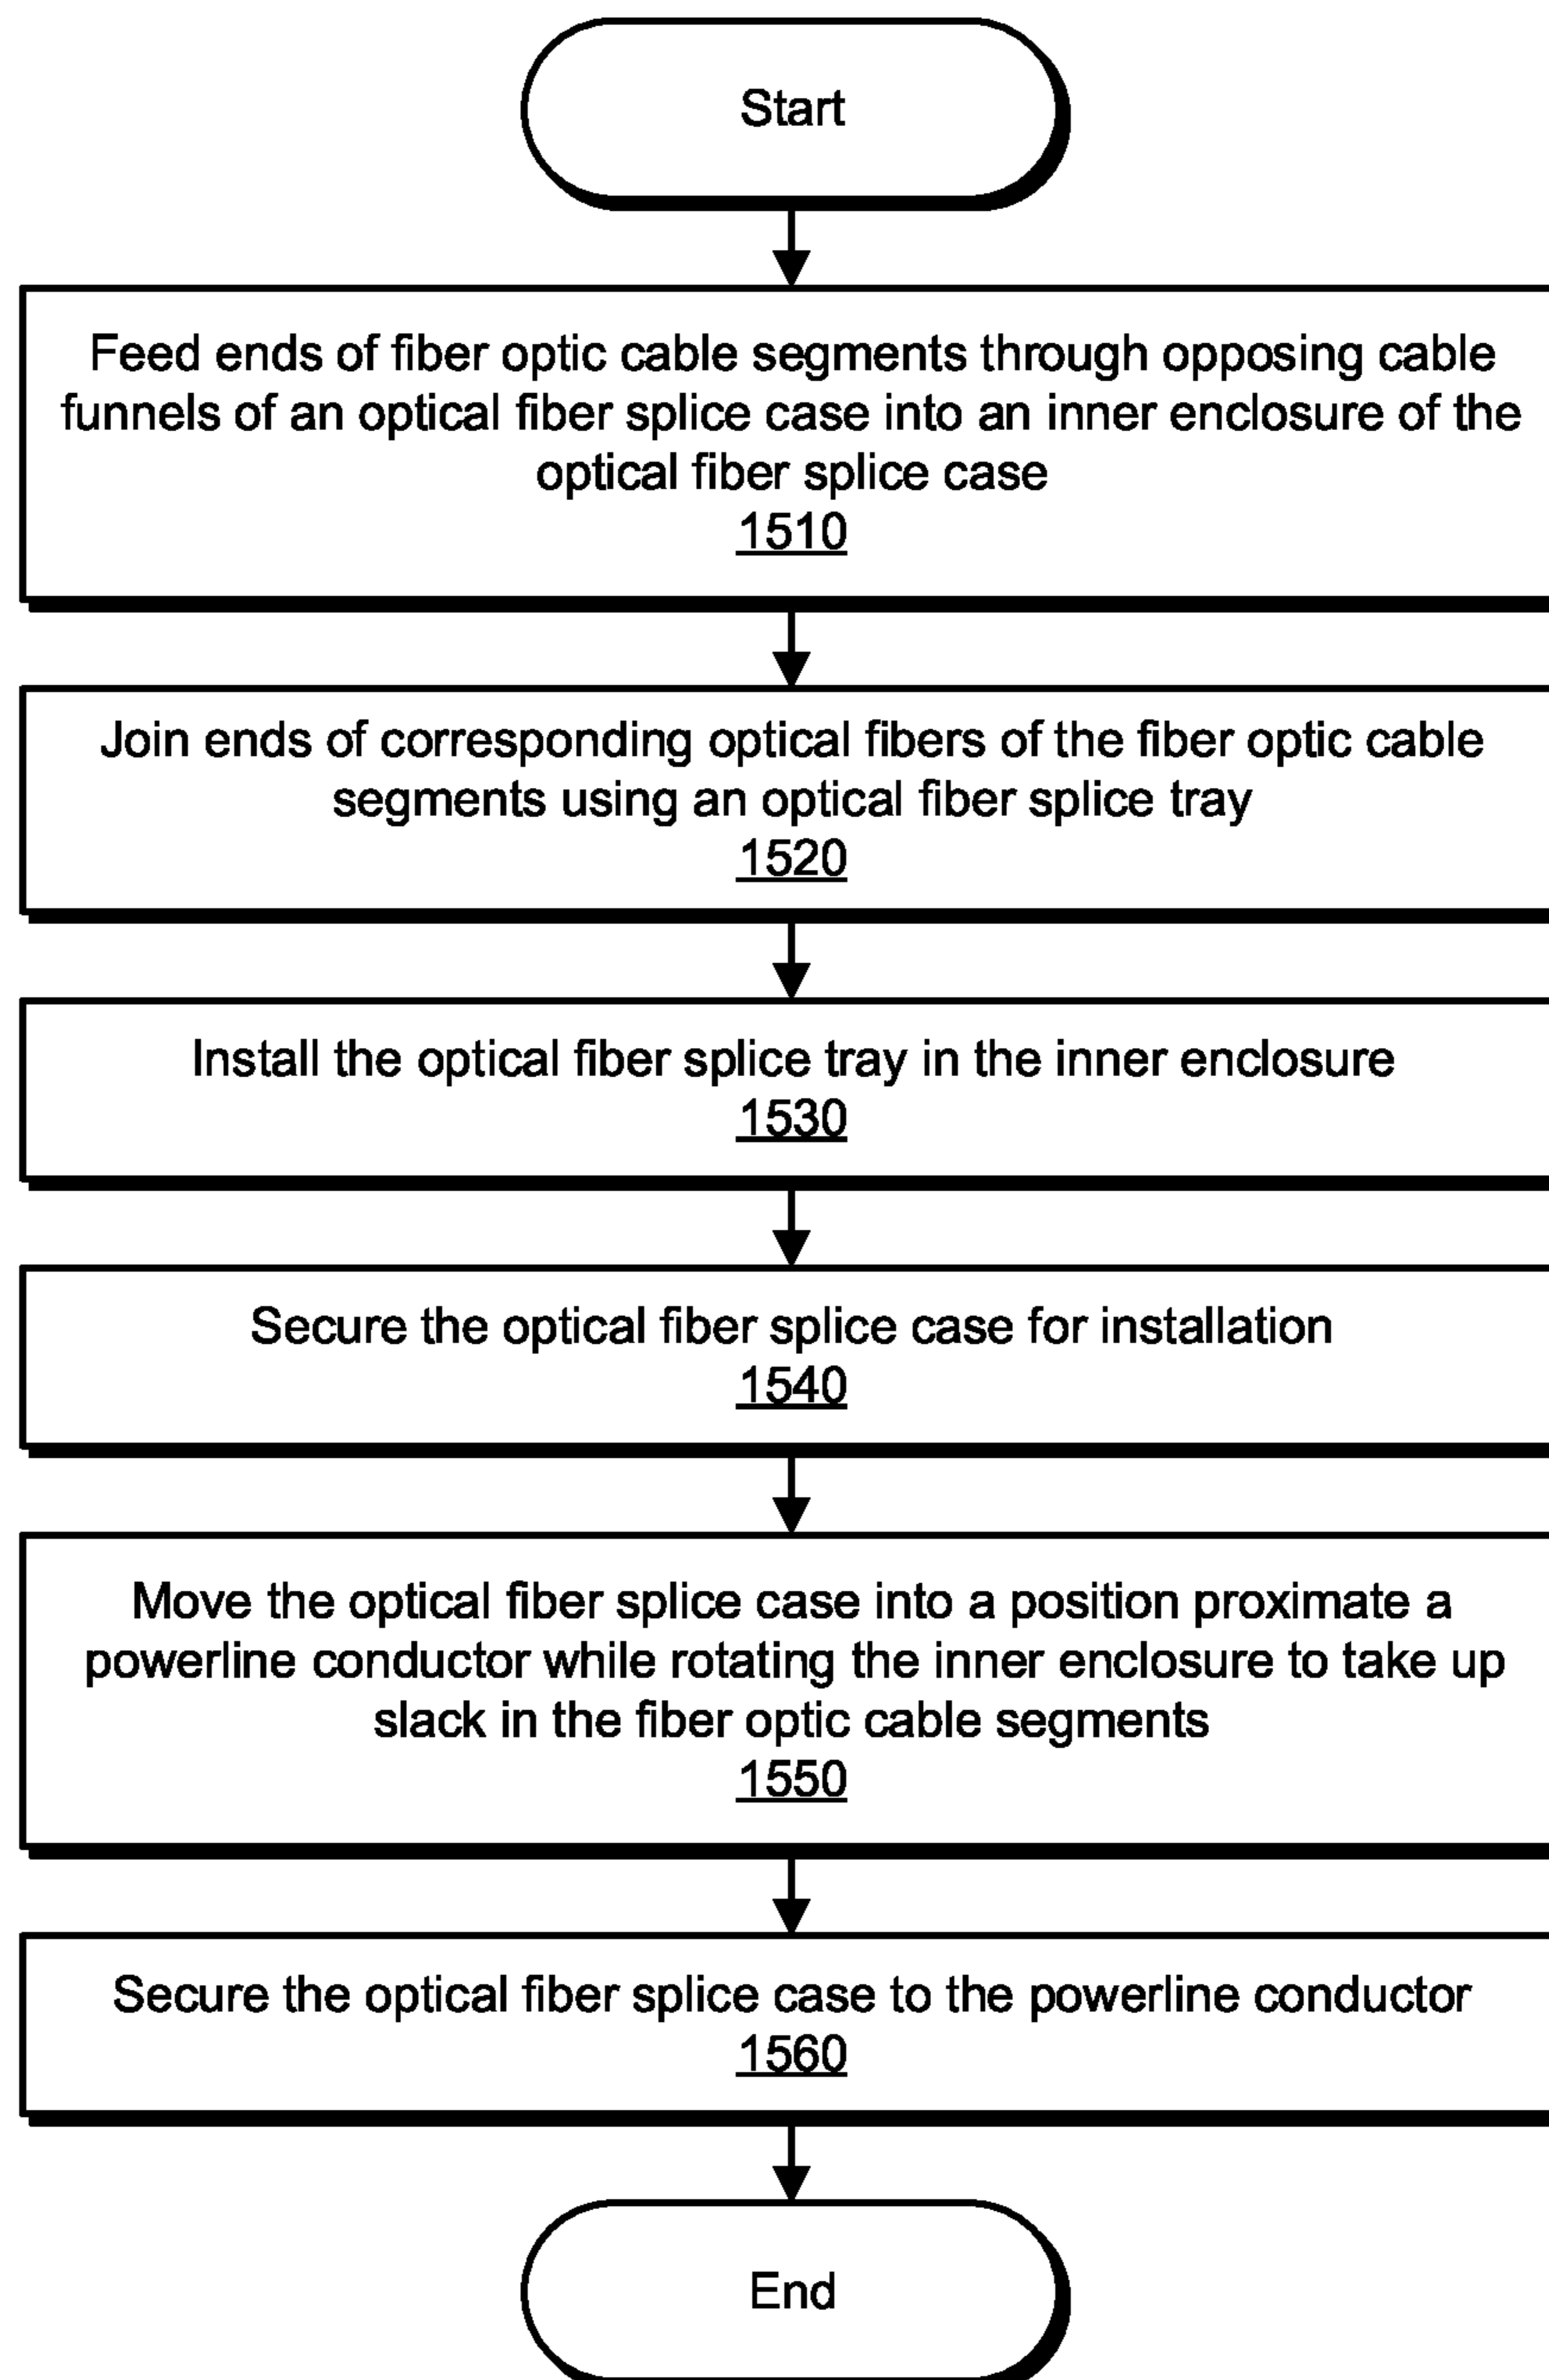 Start
Feed ends of fiber optic cable segments through opposing cable
funnels of an optical fiber splice case into an inner enclosure of the
optical fiber splice case
1510
Join ends of corresponding optical fibers of the fiber optic cable
segments using an optical fiber splice tray
1520
Install the optical fiber splice tray in the inner enclosure
1530
Secure the optical fiber splice case for installation
1540
Move the optical fiber splice case into a position proximate a
powerline conductor while rotating the inner enclosure to take up
slack in the fiber optic cable segments
1550
Secure the optical fiber splice case to the powerline conductor
1560
End